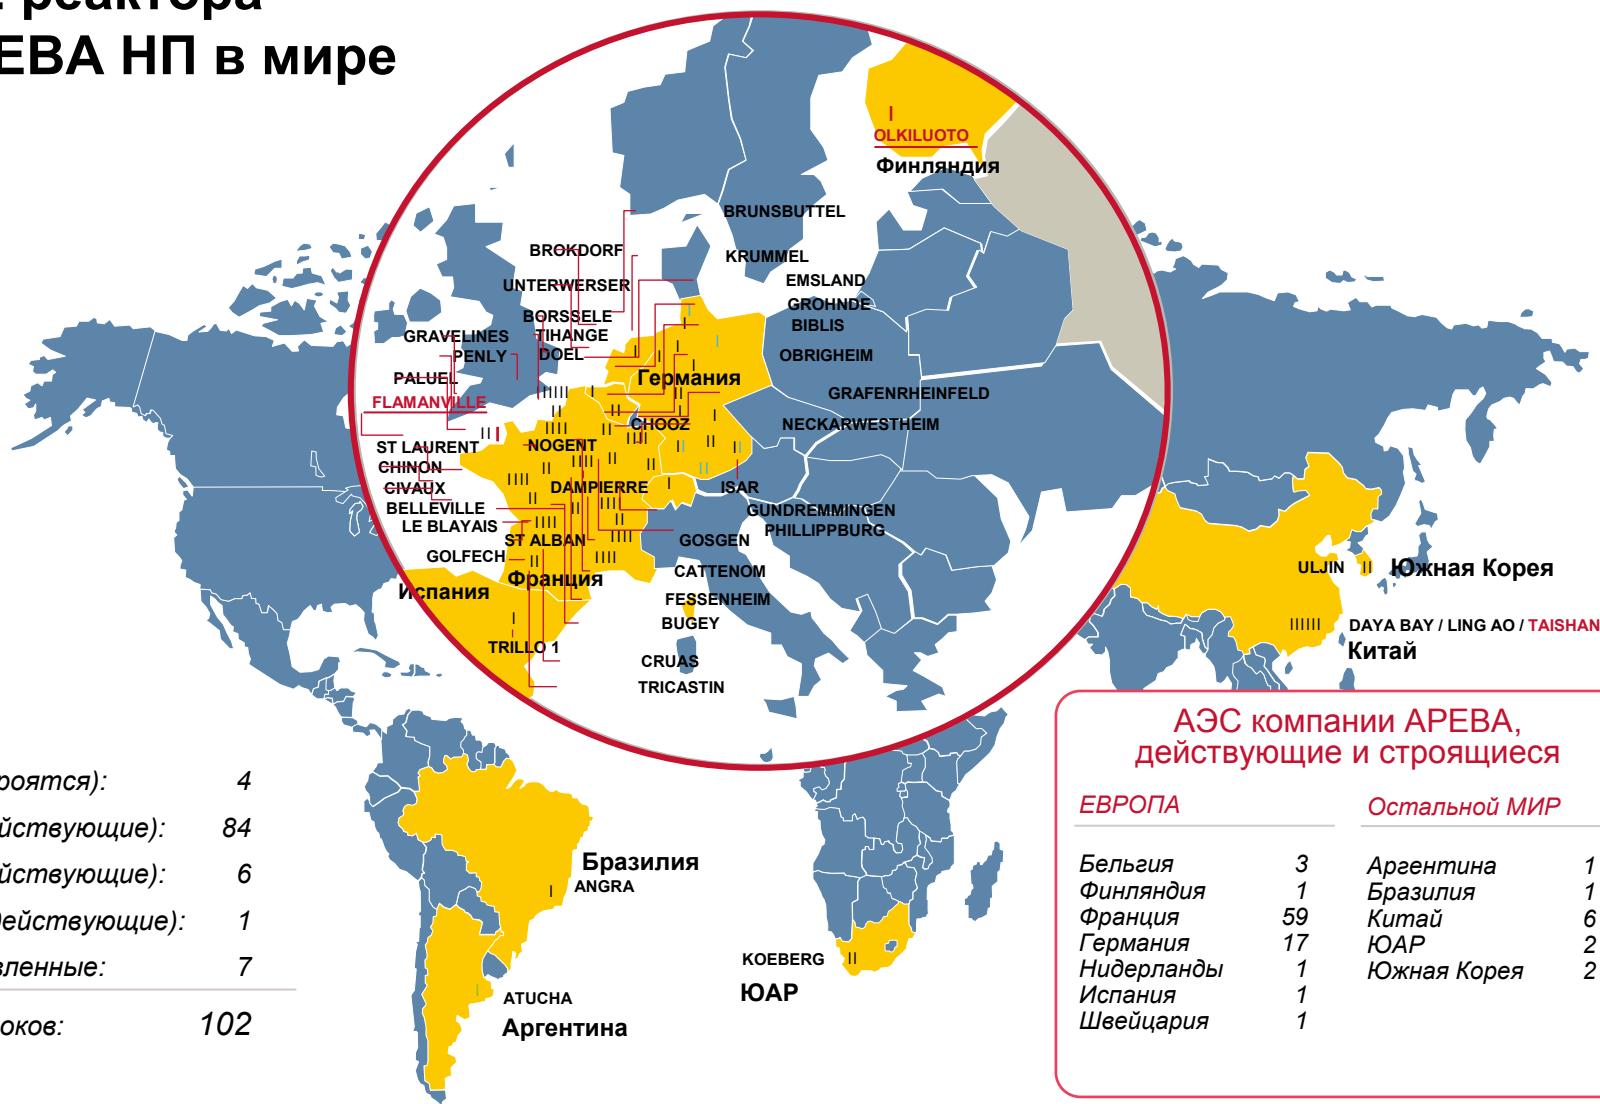 реактора
ЕВА НП в мире
OLKILUOTO
Финляндия
BRUNSBUTTEL
BROKDORF
KRUMMEL
UNTERWERSER
EMSLAND
GROHNDE
BORSSELE
BIBLIS
GRAVELINES
TIHANGE
PENLY
DOEL
OBRIGHEIM
PALUEL
Германия
GRAFENRHEINFELD
FLAMANVILLE
CHOOZ
NECKARWESTHEIM
ST LAURENT
NOGENT
CHINON
CIVAUX
DAMPIERRE
ISAR
BELLEVILLE
GUNDREMMINGEN
LE BLAYAIS
PHILLIPPBURG
ST ALBAN
GOSGEN
GOLFECH
CATTENOM
Франция
Испания
FESSENHEIM
BUGEY
TRILLO 1
CRUAS
TRICASTIN
ULJIN
Южная Корея
DAYA BAY / LING AO / TAISHAN
Китай
роятся): 4
йствующие): 84
йствующие): 6
действующие): 1
вленные: 7
оков: 102
Бразилия
ANGRA
ATUCHA
Аргентина
KOEBERG
ЮАР
АЭС компании АРЕВА,
действующие и строящиеся
ЕВРОПА
Бельгия 3
Финляндия 1
Франция 59
Германия 17
Нидерланды 1
Испания 1
Швейцария 1
Остальной МИР
Аргентина 1
Бразилия 1
Китай 6
ЮАР 2
Южная Корея 2